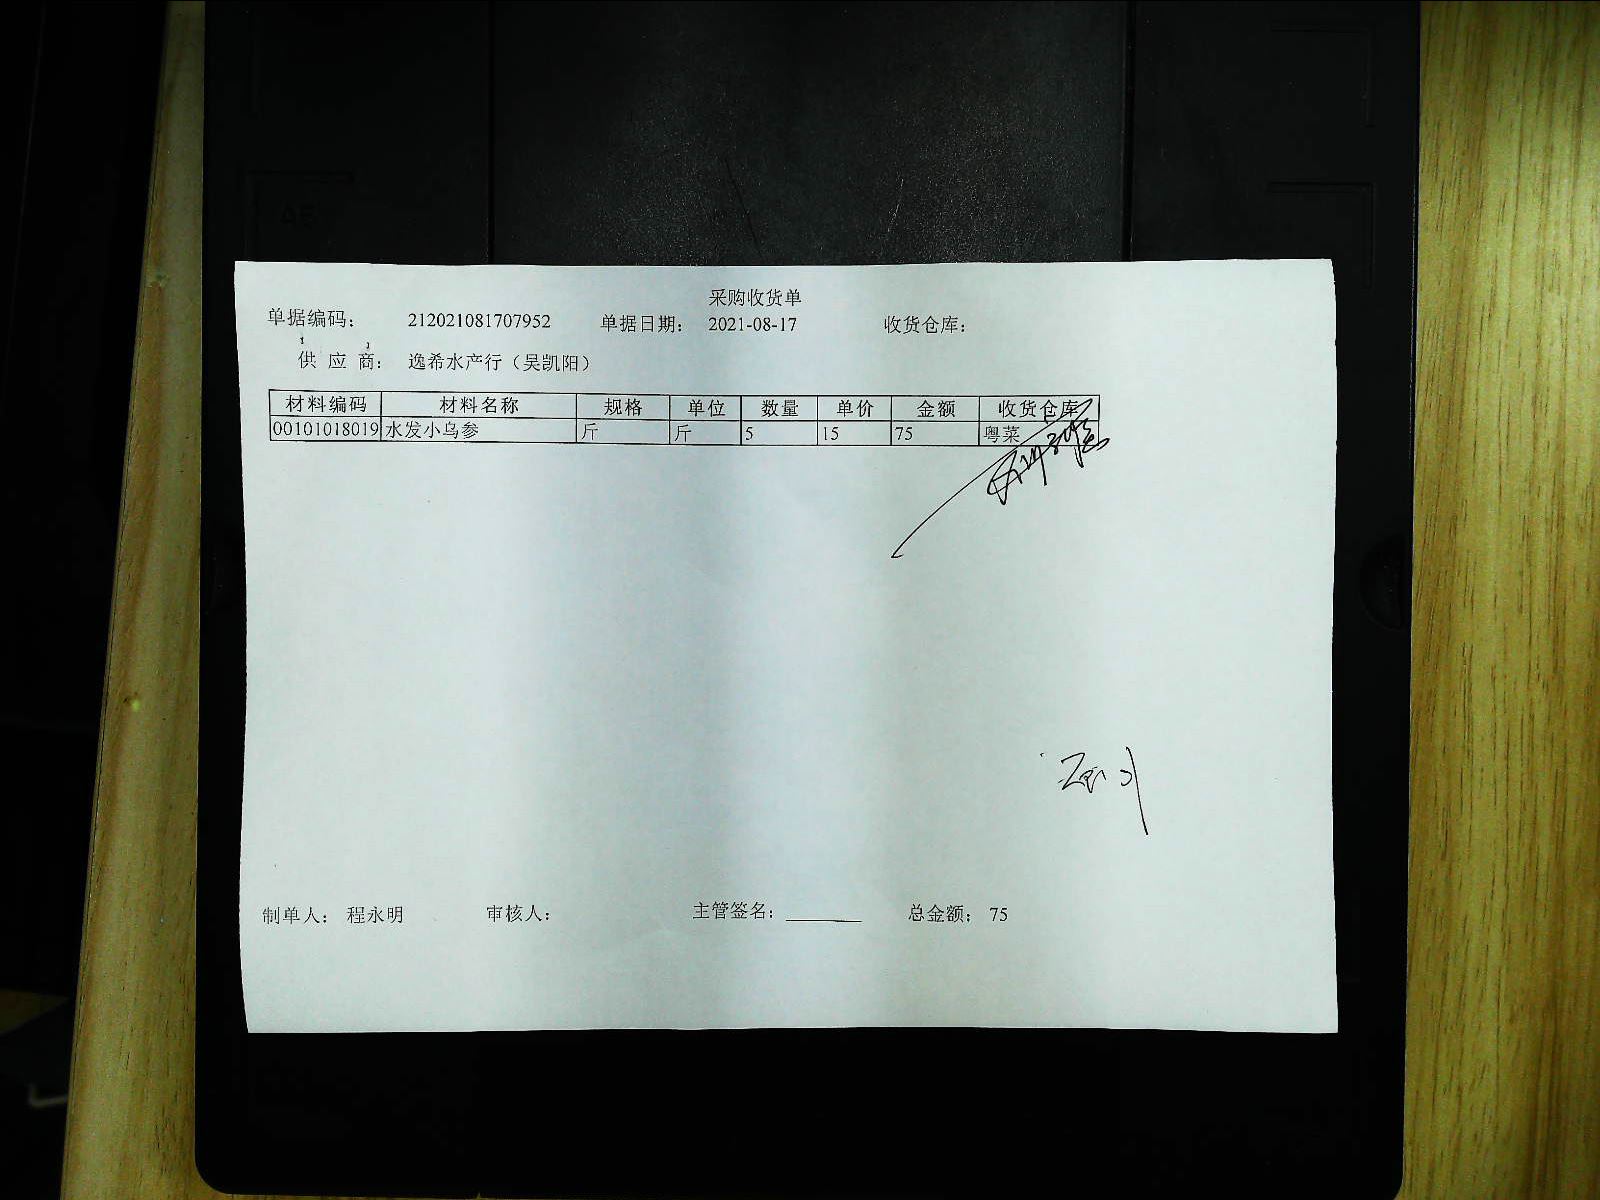 采购收货单
单据编码： 212021081707952 单据日期： 2021-08-17 收货仓库：
供 应 商： 逸希水产行（吴凯阳）
材料编码 材料名称 规格 单位 数量 单价 金额 收货仓库
00101018019 水发小乌参 斤 斤 5 15 75 粤菜
制单人： 程永明 审核人： 主管签名： ________ 总金额： 75